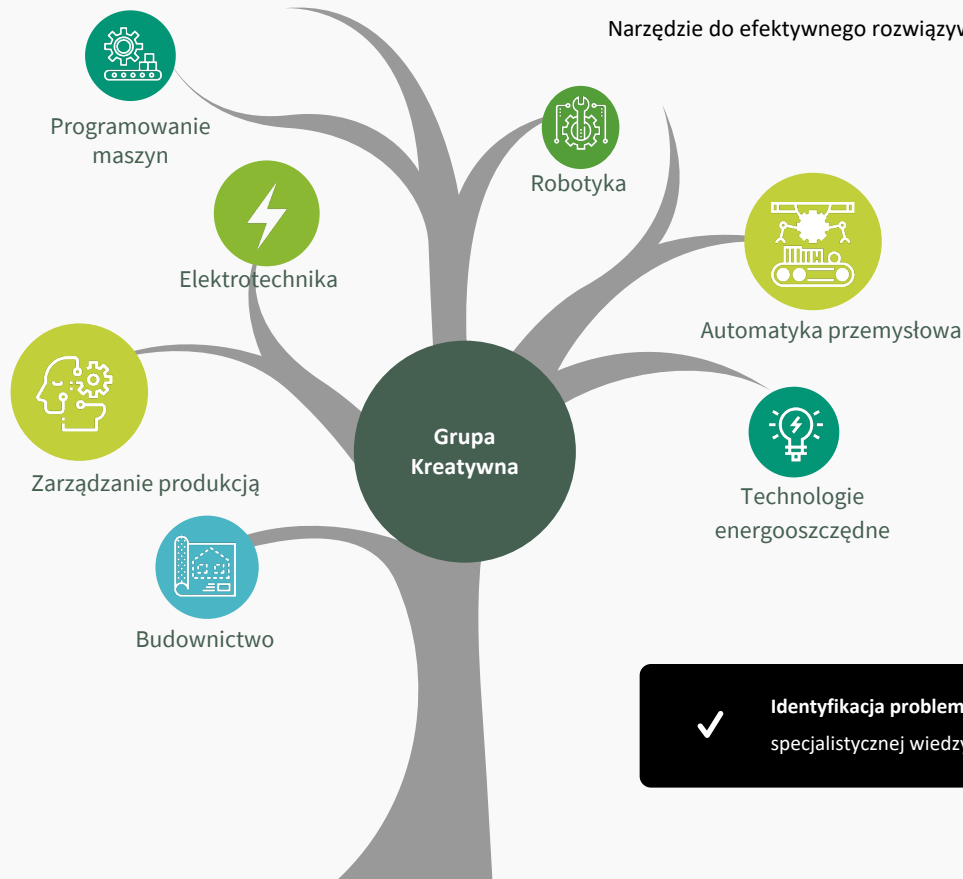 Narzędzie do efektywnego rozwiązyw
Programowanie
maszyn
Robotyka
Elektrotechnika
Automatyka przemysłowa
Grupa
Kreatywna
Zarządzanie produkcją
Technologie
energooszczędne
Budownictwo
Identyfikacja problem
specjalistycznej wiedzy